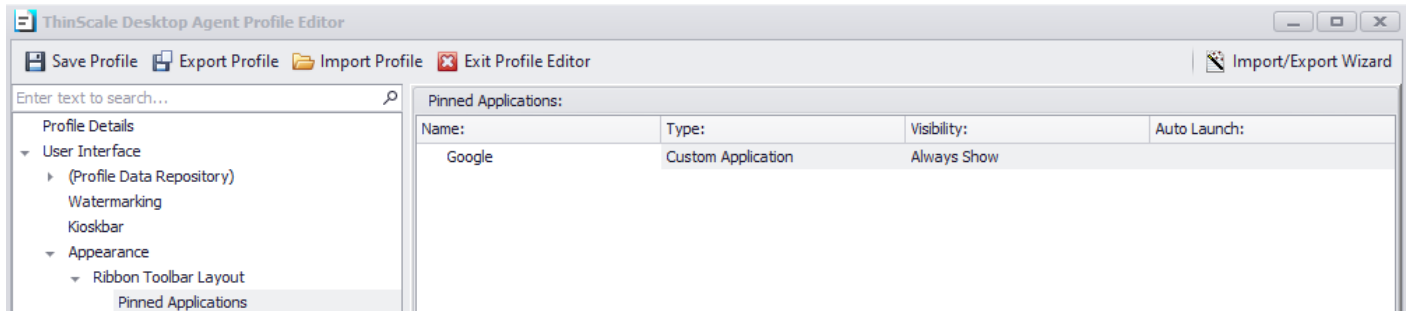 ThinScale Desktop Agent Profile Editor
Save Profile Export Profile Import Profile Exit Profile Editor Import/Export Wizard
Enter text to search...
Pinned Applications:
Profile Details
Name: Type: Visibility: Auto Launch:
User Interface
Google Custom Application Always Show
(Profile Data Repository)
Watermarking
Kioskbar
Appearance
Ribbon Toolbar Layout
Pinned Applications